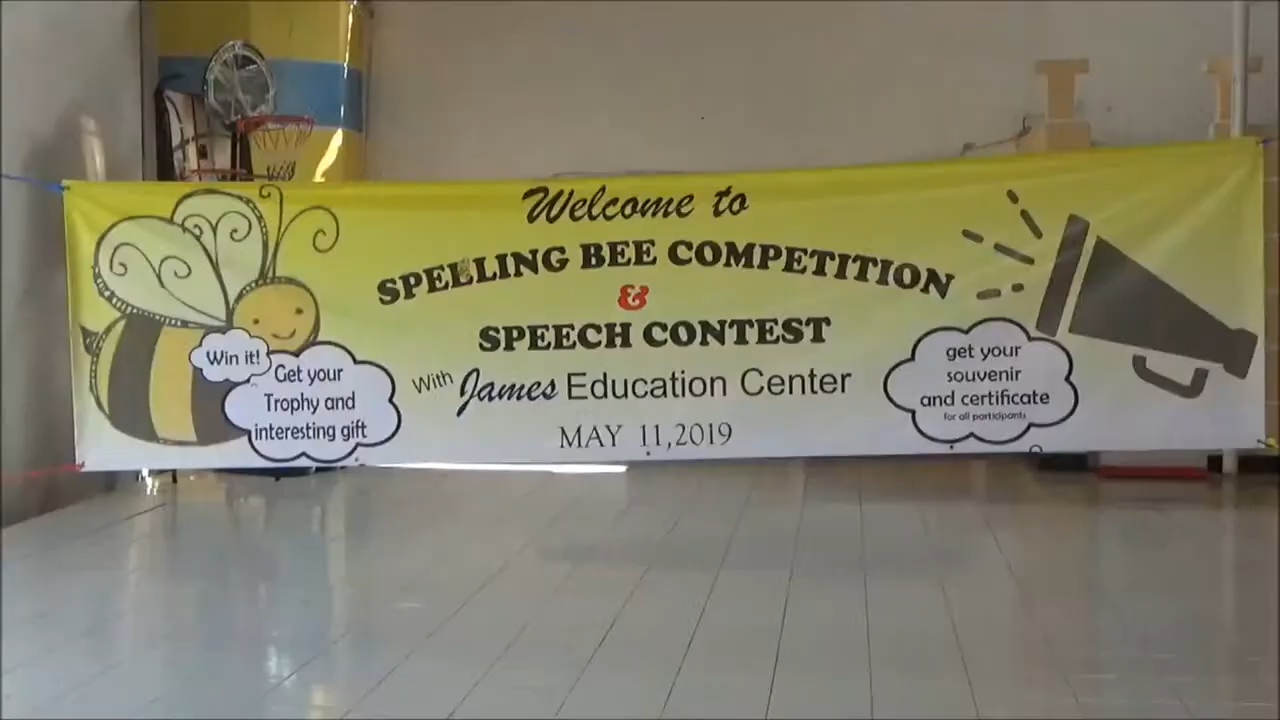 Welcome to
SPELLING BEE COMPETITION
&
SPEECH CONTEST
With James Education Center
MAY 11,2019
Win it!
Get your
Trophy and
interesting gift
get your
souvenir
and certificate
for all participants